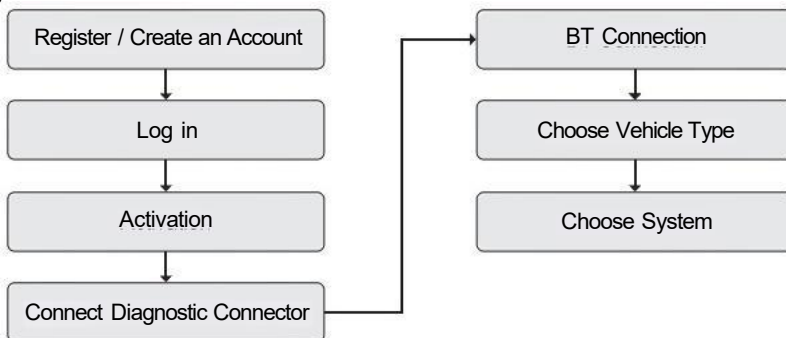 Register / Create an Account
Log in
Activation
Connect Diagnostic Connector
BT Connection
Choose Vehicle Type
Choose System